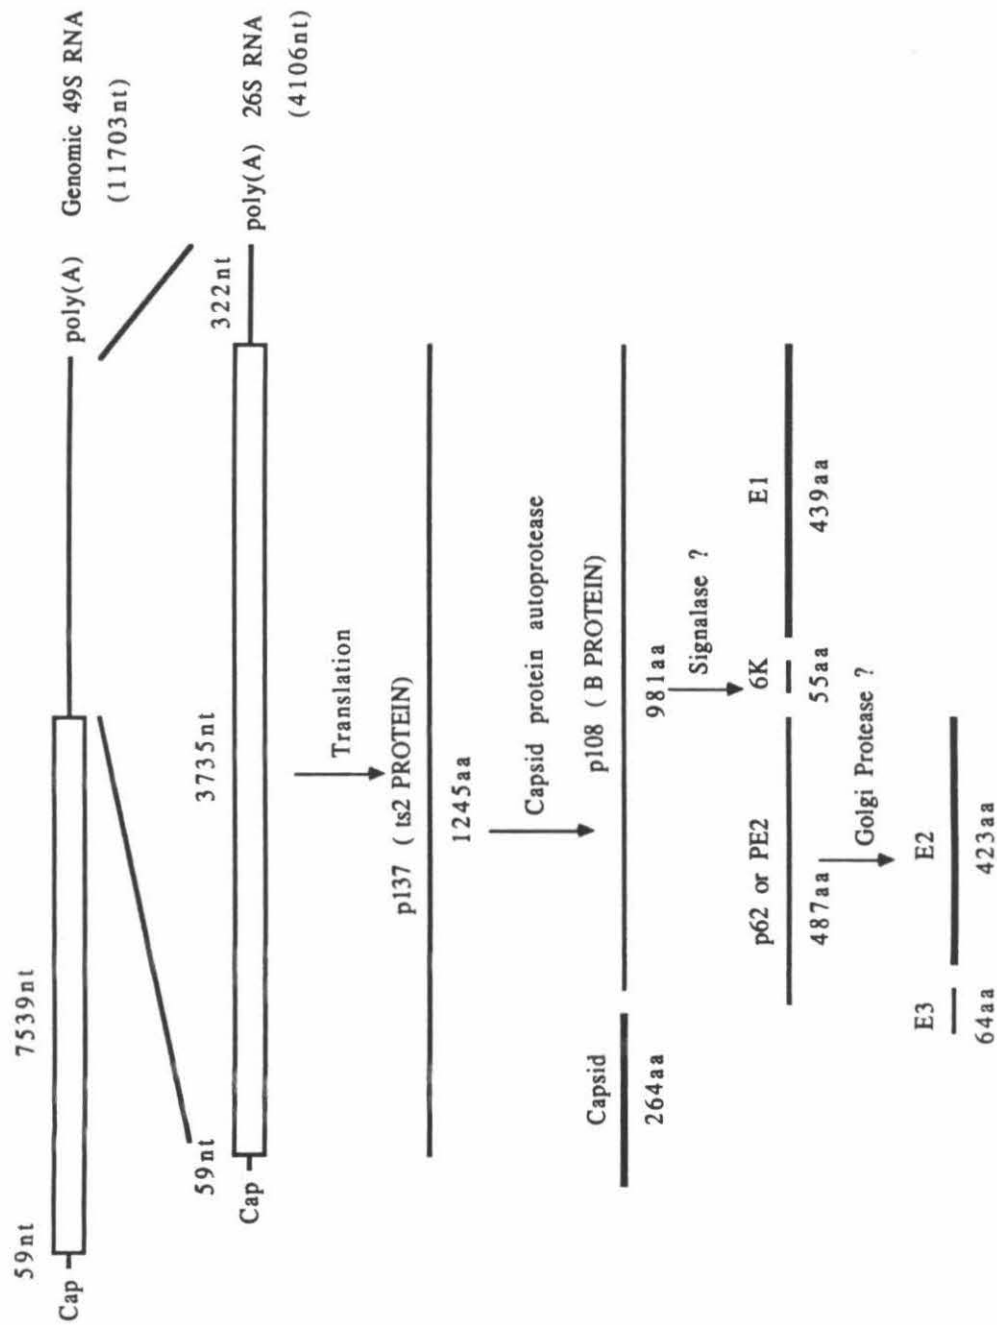 59nt
7539nt
Cap
poly(A)
Genomic 49S RNA
(11703nt)
59nt
3735nt
322nt
Cap
poly(A)
26S RNA
(4106nt)
Translation
p137 ( ts2 PROTEIN)
1245aa
Capsid protein autoprotease
Capsid
p108 ( B PROTEIN)
264aa
981aa
Signalase ?
p62 or PE2
6K
E1
487aa
55aa
439aa
Golgi Protease ?
E3
E2
64aa
423aa